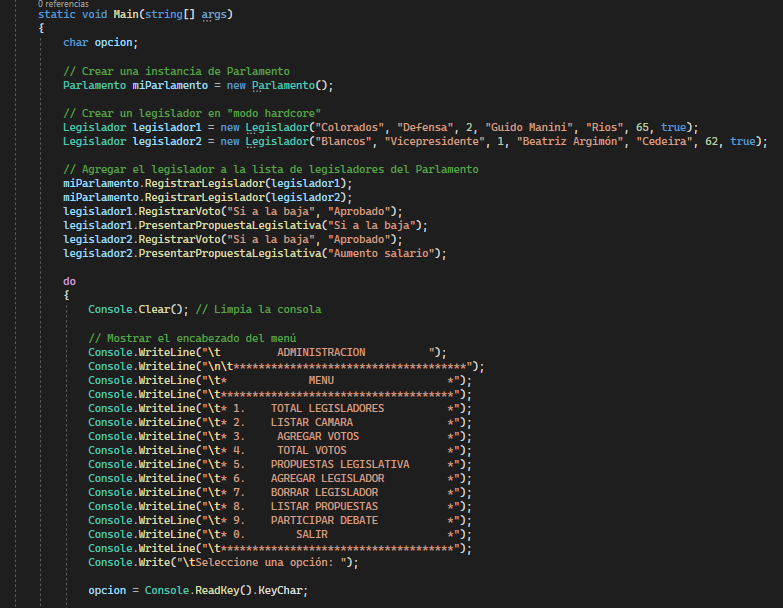 0 referencias
static void Main(string[] args)
{
char opcion;
// Crear una instancia de Parlamento
Parlamento miParlamento = new Parlamento();
// Crear un legislador en "modo hardcore"
Legislador legislador1 = new Legislador("Colorados", "Defensa", 2, "Guido Manini", "Rios", 65, true);
Legislador legislador2 = new Legislador("Blancos", "Vicepresidente", 1, "Beatriz Argimón", "Cedeira", 62, true);
// Agregar el legislador a la lista de legisladores del Parlamento
miParlamento.RegistrarLegislador(legislador1);
miParlamento.RegistrarLegislador(legislador2);
legislador1.RegistrarVoto("Si a la baja", "Aprobado");
legislador1.PresentarPropuestaLegislativa("Si a la baja");
legislador2.RegistrarVoto("Si a la baja", "Aprobado");
legislador2.PresentarPropuestaLegislativa("Aumento salario");
do
{
Console.Clear(); // Limpia la consola
// Mostrar el encabezado del menú
Console.WriteLine("\t         ADMINISTRACION          ");
Console.WriteLine("\n\t*************************************");
Console.WriteLine("\t*             MENU                  *");
Console.WriteLine("\t*************************************");
Console.WriteLine("\t* 1.    TOTAL LEGISLADORES          *");
Console.WriteLine("\t* 2.    LISTAR CAMARA               *");
Console.WriteLine("\t* 3.     AGREGAR VOTOS              *");
Console.WriteLine("\t* 4.     TOTAL VOTOS                *");
Console.WriteLine("\t* 5.    PROPUESTAS LEGISLATIVA      *");
Console.WriteLine("\t* 6.    AGREGAR LEGISLADOR          *");
Console.WriteLine("\t* 7.    BORRAR LEGISLADOR           *");
Console.WriteLine("\t* 8.    LISTAR PROPUESTAS           *");
Console.WriteLine("\t* 9.    PARTICIPAR DEBATE           *");
Console.WriteLine("\t* 0.        SALIR                   *");
Console.WriteLine("\t*************************************");
Console.Write("\tSeleccione una opción: ");
opcion = Console.ReadKey().KeyChar;